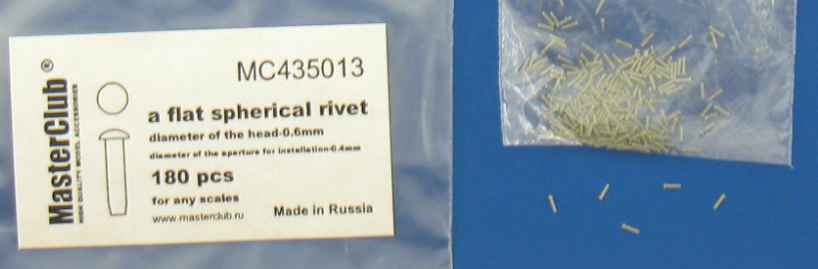 MasterClub®
HIGH QUALITY MODEL ACCESSORIES
MC435013
a flat spherical rivet
diameter of the head-0.6mm
diameter of the aperture for installation-0.4mm
180 pcs
for any scales
www.masterclub.ru
Made in Russia